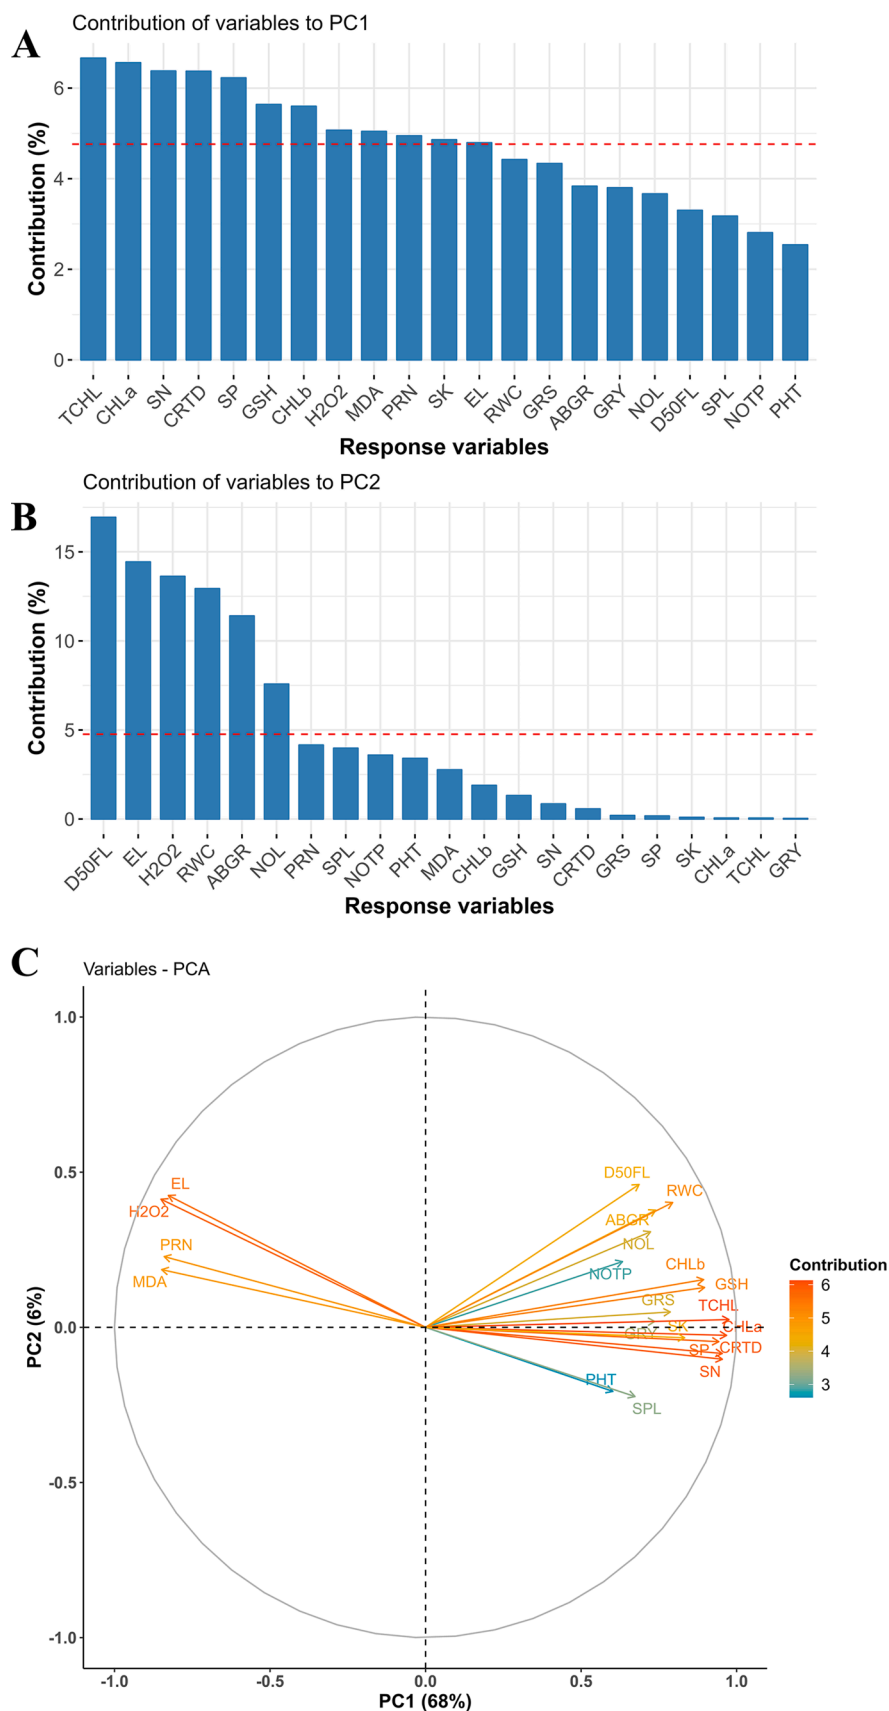 A
Contribution of variables to PC1
Contribution (%)
6
4
2
0
TCHL CHLa SN CRTD SP GSH CHLb H2O2 MDA PRN SK EL RWC GRS ABGR GRY NOL D50FL SPL NOTP PHT
Response variables
B
Contribution of variables to PC2
Contribution (%)
15
10
5
0
D50FL EL H2O2 RWC ABGR NOL PRN SPL NOTP PHT MDA CHLb GSH SN CRTD GRS SP SK CHLa TCHL GRY
Response variables
C
Variables - PCA
PC2 (6%)
1.0
0.5
0.0
-0.5
-1.0
D50FL
EL
RWC
H2O2
ABGR
PRN
NOL
CHLb
MDA
NOTP
GSH
GRS
TCHL
SK
CHLa
GRY
SP
CRTD
SN
PHT
SPL
Contribution
6
5
4
3
-1.0 -0.5 0.0 0.5 1.0
PC1 (68%)